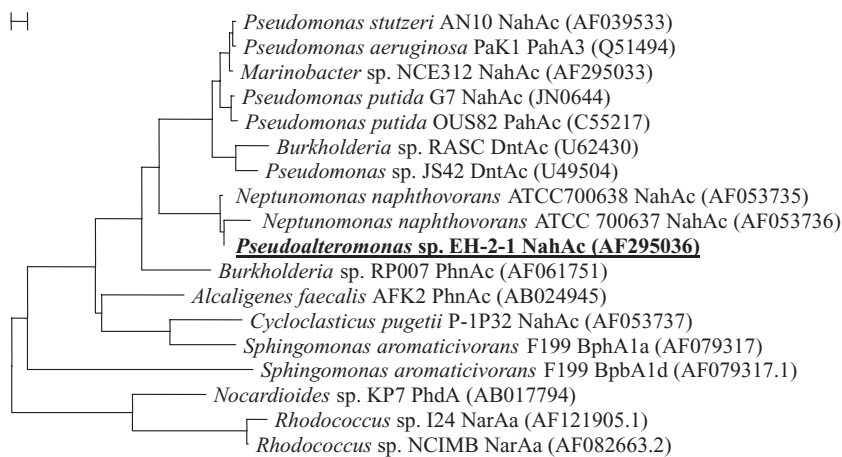 Pseudomonas stutzeri AN10 NahAc (AF039533)
Pseudomonas aeruginosa PaK1 PahA3 (Q51494)
Marinobacter sp. NCE312 NahAc (AF295033)
Pseudomonas putida G7 NahAc (JN0644)
Pseudomonas putida OUS82 PahAc (C55217)
Burkholderia sp. RASC DntAc (U62430)
Pseudomonas sp. JS42 DntAc (U49504)
Neptunomonas naphthovorans ATCC700638 NahAc (AF053735)
Neptunomonas naphthovorans ATCC 700637 NahAc (AF053736)
Pseudoalteromonas sp. EH-2-1 NahAc (AF295036)
Burkholderia sp. RP007 PhnAc (AF061751)
Alcaligenes faecalis AFK2 PhnAc (AB024945)
Cycloclasticus pugetii P-1P32 NahAc (AF053737)
Sphingomonas aromaticivorans F199 BphA1a (AF079317)
Sphingomonas aromaticivorans F199 BpbA1d (AF079317.1)
Nocardioides sp. KP7 PhdA (AB017794)
Rhodococcus sp. I24 NarAa (AF121905.1)
Rhodococcus sp. NCIMB NarAa (AF082663.2)